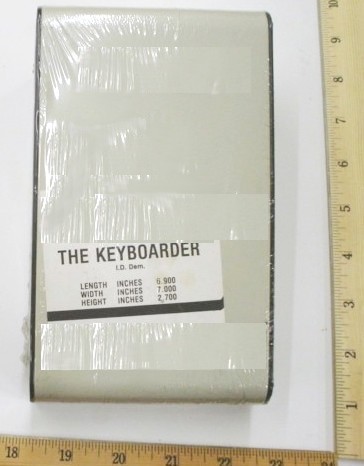 THE KEYBOARDER
I.D. Dem.
LENGTH INCHES 6.900
WIDTH INCHES 7.000
HEIGHT INCHES 2.700
10
9
8
7
6
5
4
3
2
1
18 19 20 21 22 23 24